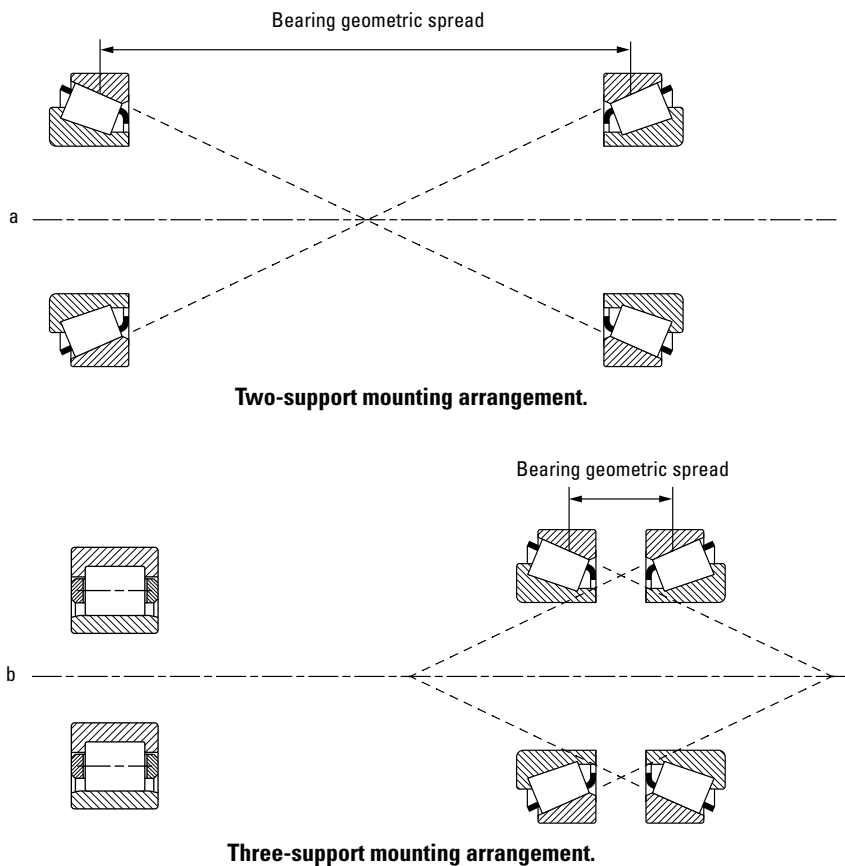 Bearing geometric spread
a
Two-support mounting arrangement.
Bearing geometric spread
b
Three-support mounting arrangement.